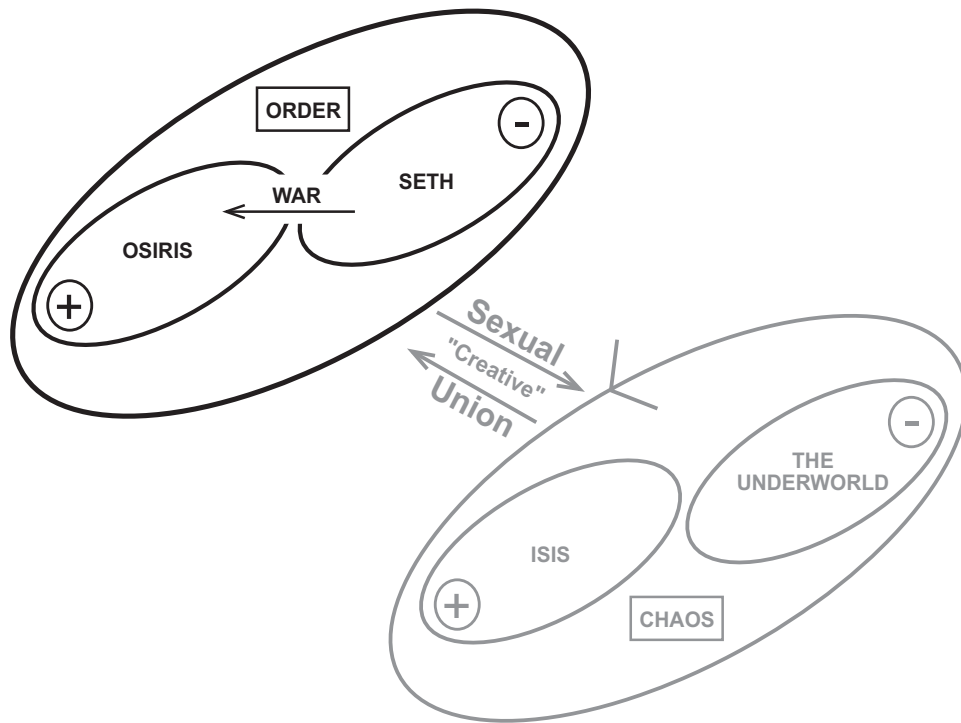 ORDER
-
SETH
WAR
OSIRIS
+
Sexual
"Creative"
Union
-
THE
UNDERWORLD
ISIS
+
CHAOS